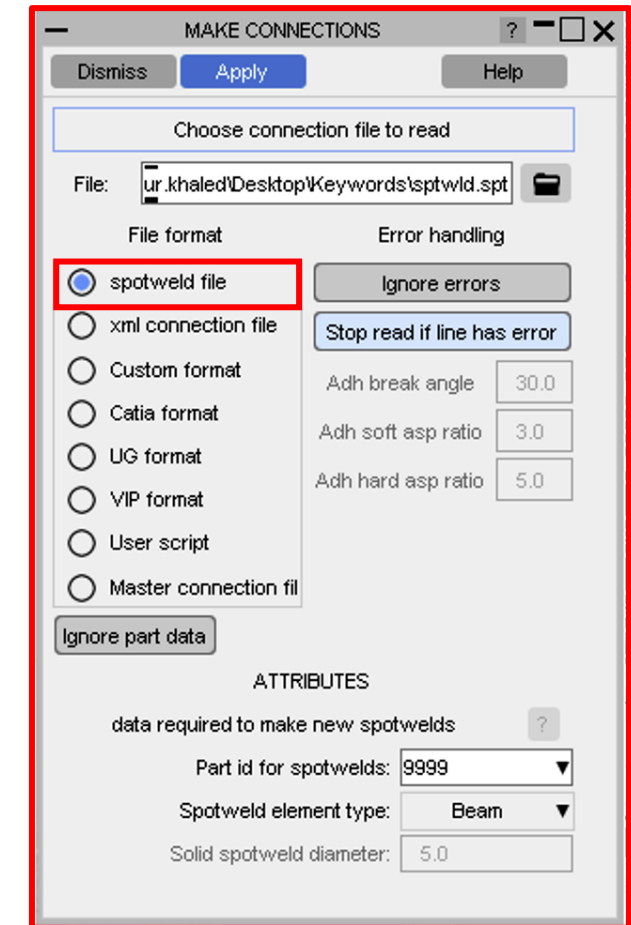 MAKE CONNECTIONS ?
Dismiss Apply Help
Choose connection file to read
File: ur.khaled\Desktop\Keywords\sptwld.spt
File format Error handling
spotweld file Ignore errors
xml connection file Stop read if line has error
Custom format Adh break angle 30.0
Catia format Adh soft asp ratio 3.0
UG format Adh hard asp ratio 5.0
VIP format
User script
Master connection fil
Ignore part data
ATTRIBUTES
data required to make new spotwelds ?
Part id for spotwelds: 9999
Spotweld element type: Beam
Solid spotweld diameter: 5.0